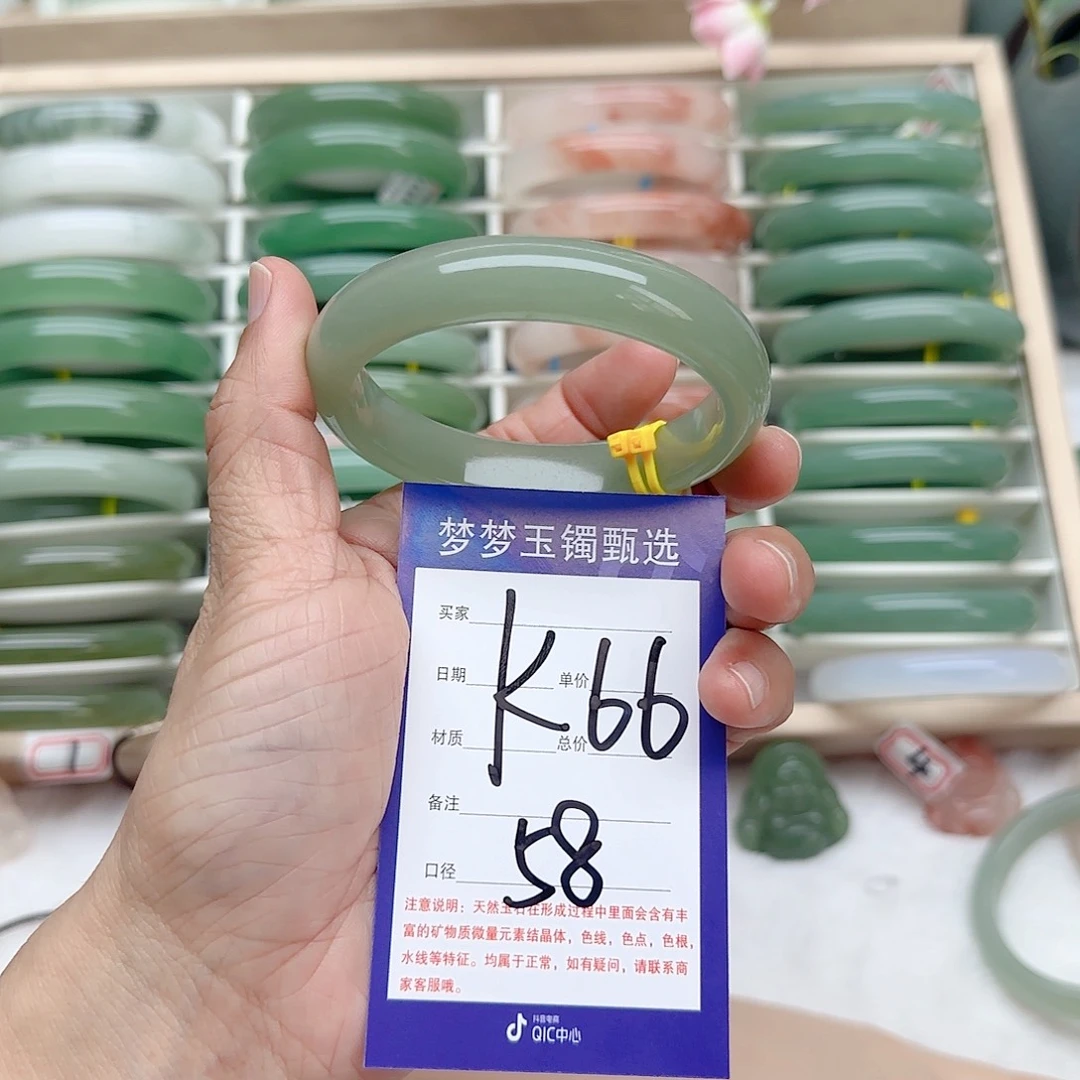 梦梦玉镯甄选
买家
K66
日期 单价
材质 总价
备注
58
口径
注意说明：天然玉石在形成过程中里面会含有丰
富的矿物质微量元素结晶体，色线，色点，色根，
水线等特征。均属于正常，如有疑问，请联系商
家客服哦。
抖音电商
QIC中心
1
4